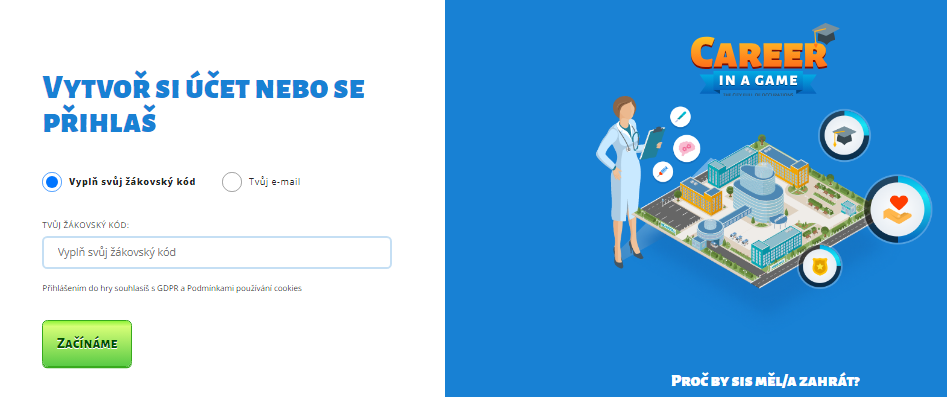 Vytvoř si účet nebo se
přihlaš
Vyplň svůj žákovský kód
Tvůj e-mail
TVŮJ ŽÁKOVSKÝ KÓD:
Vyplň svůj žákovský kód
Přihlášením do hry souhlasíš s GDPR a Podmínkami používání cookies
Začínáme
CAREER
IN A GAME
Proč by sis měl/a zahrát?